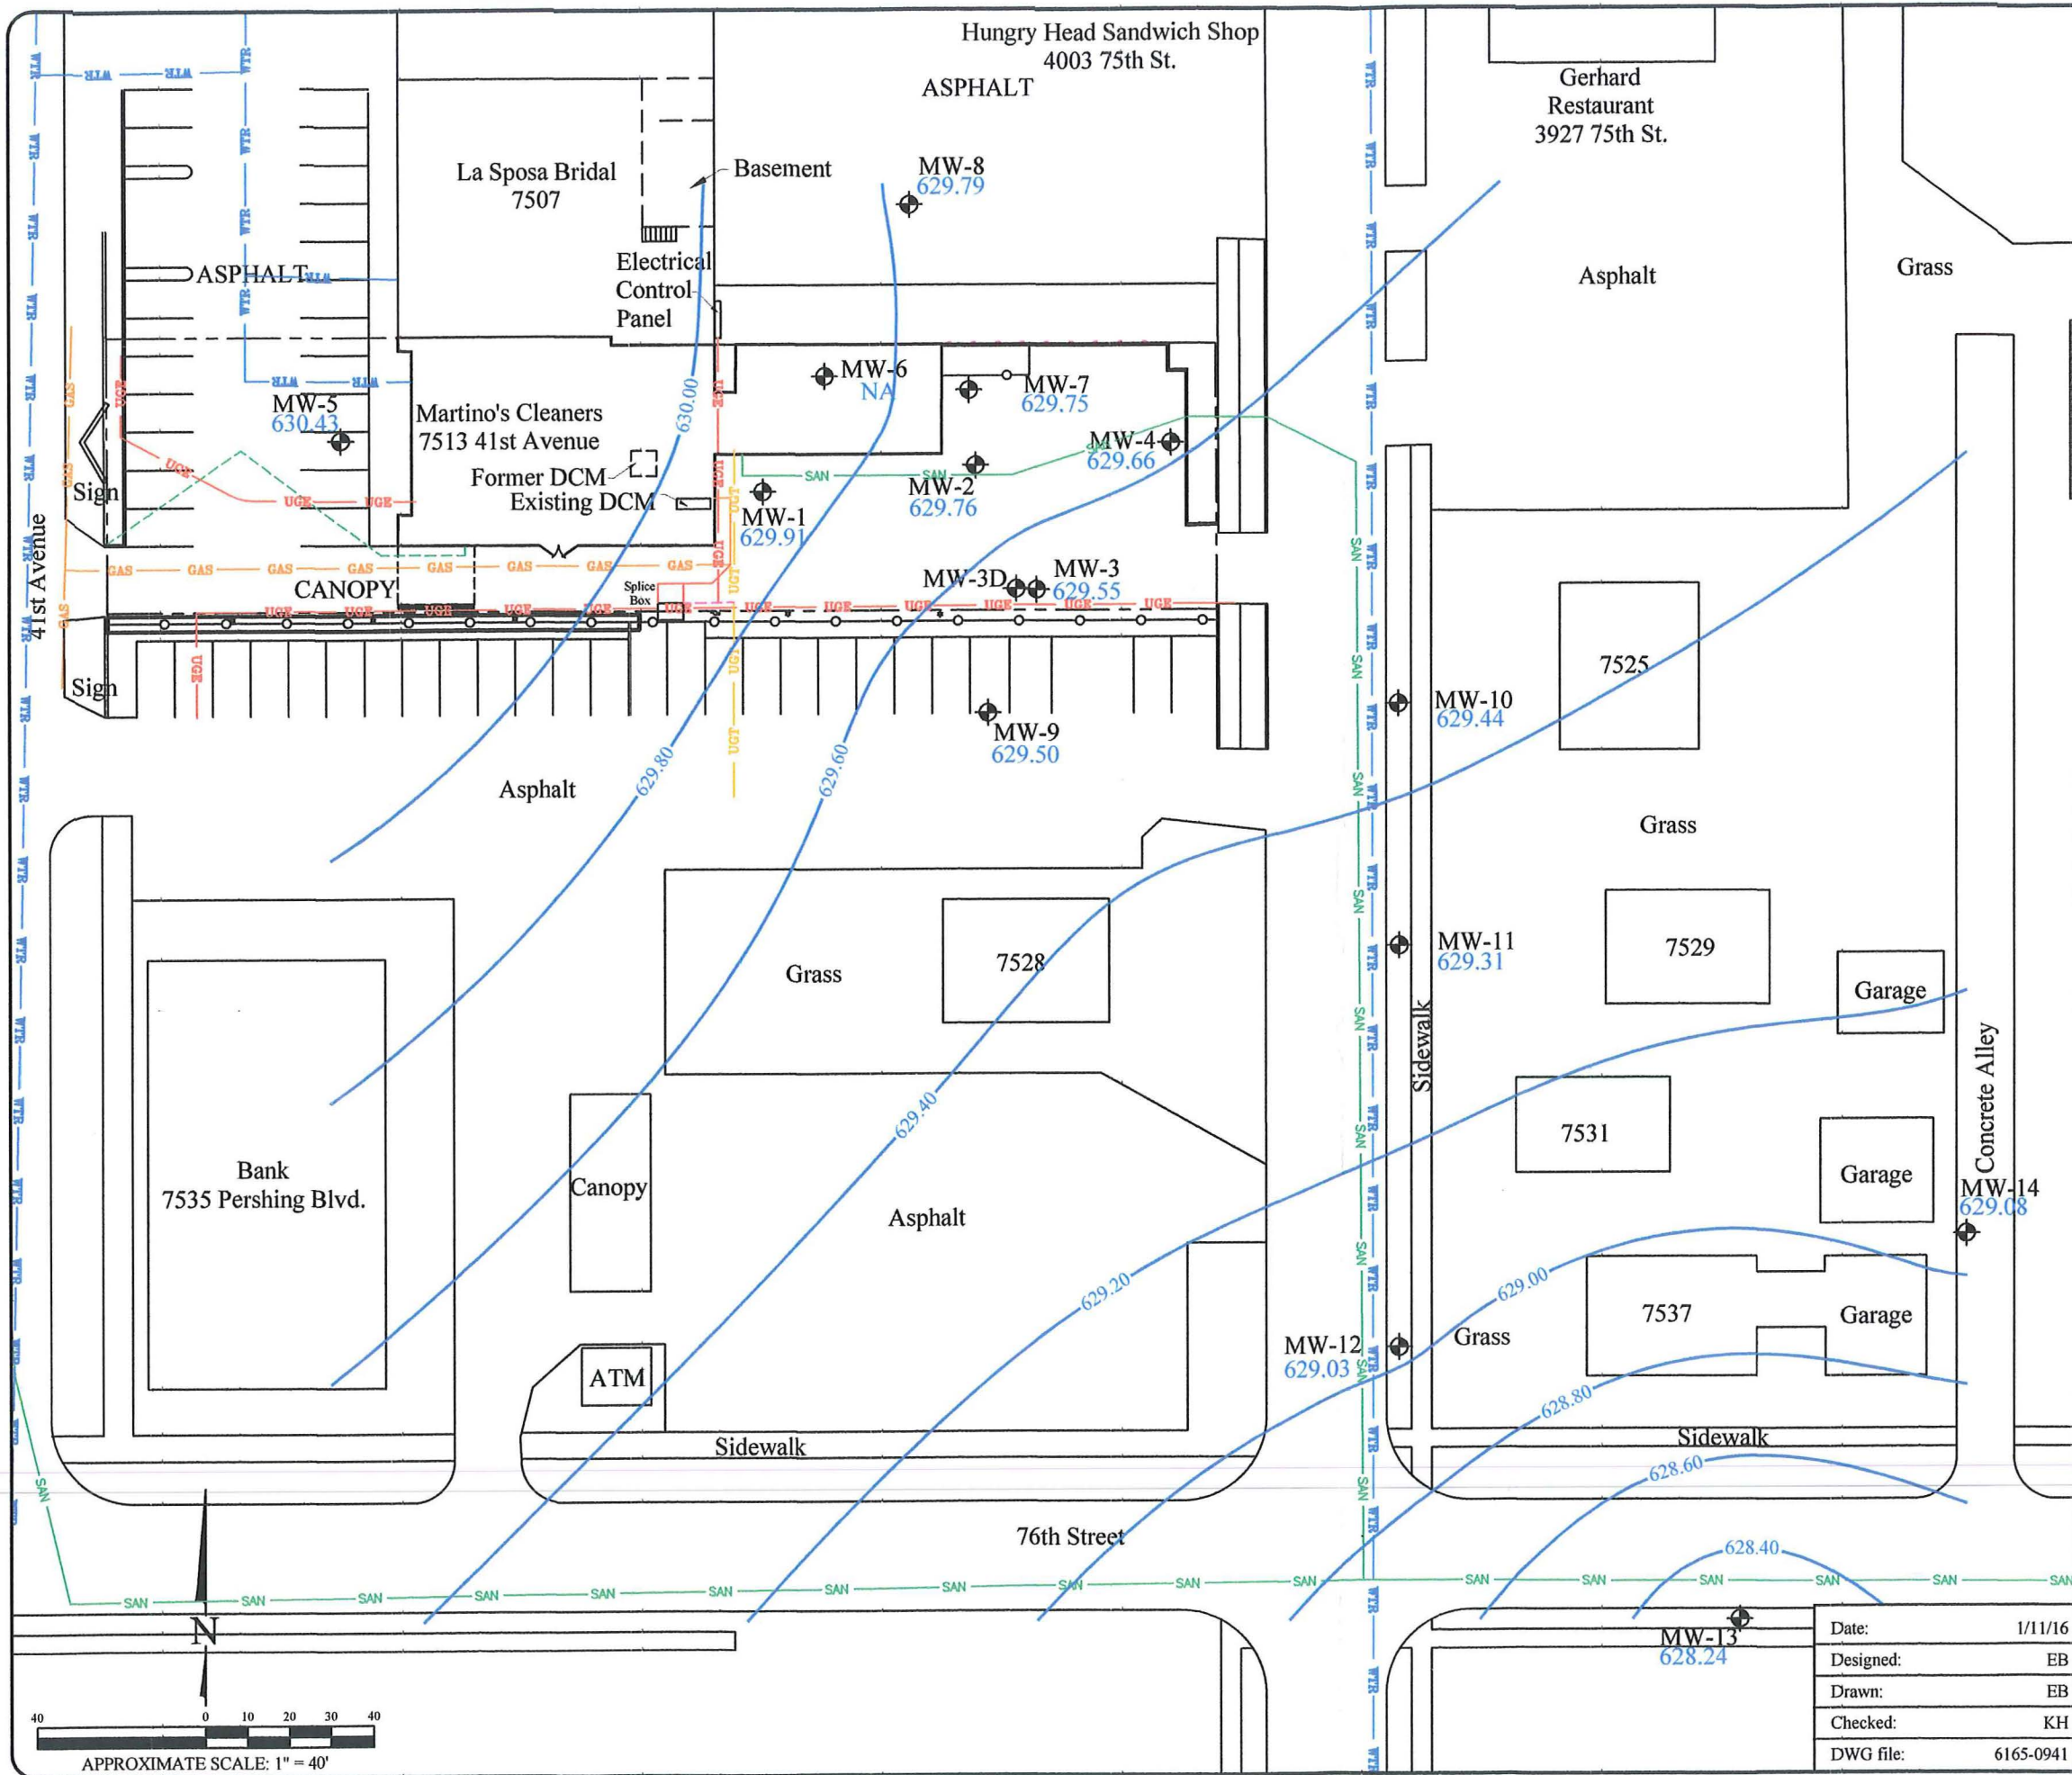 Hungry Head Sandwich Shop
4003 75th St.
ASPHALT
Gerhard
Restaurant
3927 75th St.
La Sposa Bridal
7507
Basement
MW-8
629.79
Electrical
Control
Panel
ASPHALT
Asphalt
Grass
WTR
MW-6
NA
MW-7
629.75
630.00
MW-5
630.43
Martino's Cleaners
7513 41st Avenue
Former DCM
Existing DCM
MW-4
629.66
MW-2
629.76
MW-1
629.91
GAS
UGE
UGT
SAN
Sign
41st Avenue
CANOPY
Splice
Box
MW-3D
MW-3
629.55
Sign
7525
MW-10
629.44
MW-9
629.50
629.80
629.60
Asphalt
Grass
7528
Grass
MW-11
629.31
7529
Garage
Sidewalk
Concrete Alley
629.40
7531
Garage
Bank
7535 Pershing Blvd.
Canopy
Asphalt
MW-14
629.08
629.20
629.00
7537
Garage
MW-12
629.03
Grass
ATM
628.80
Sidewalk
Sidewalk
628.60
76th Street
628.40
MW-13
628.24
N
40 0 10 20 30 40
APPROXIMATE SCALE: 1" = 40'
Date: 1/11/16
Designed: EB
Drawn: EB
Checked: KH
DWG file: 6165-0941